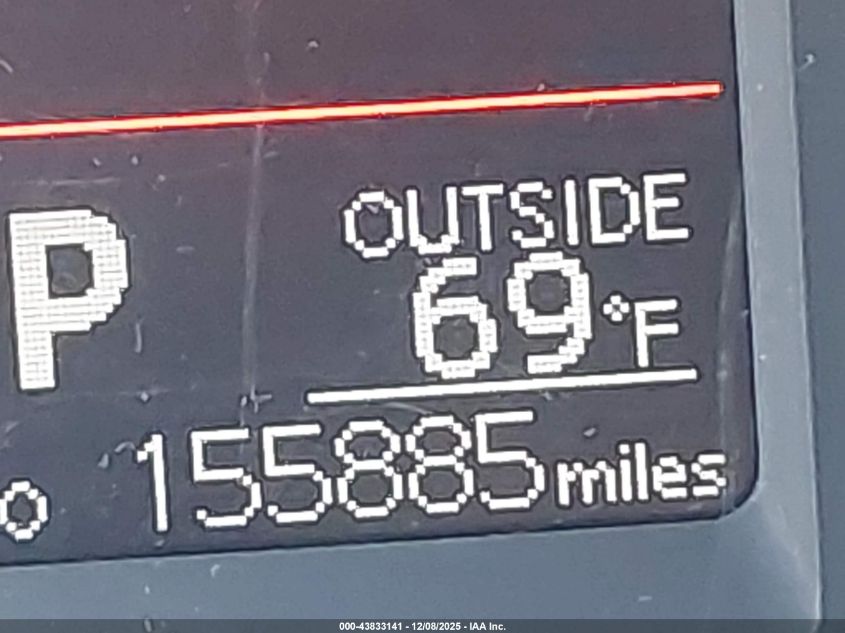 OUTSIDE
P
69°F
o 155885 miles
000-43833141 - 12/08/2025 - IAA Inc.